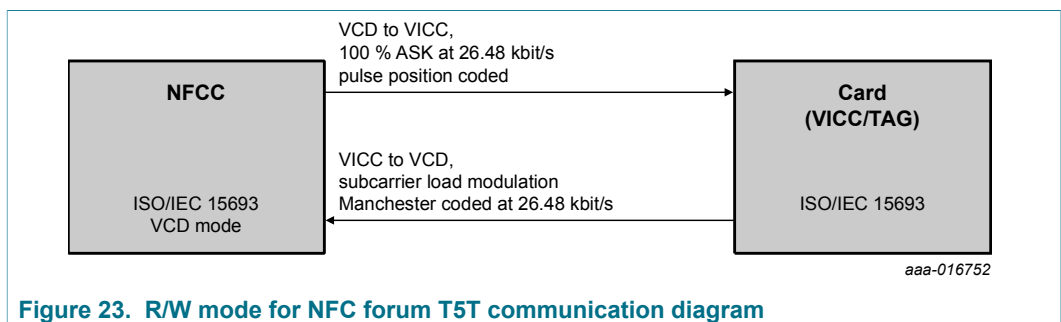 VCD to VICC,
100 % ASK at 26.48 kbit/s
pulse position coded
NFCC
Card
(VICC/TAG)
VICC to VCD,
subcarrier load modulation
Manchester coded at 26.48 kbit/s
ISO/IEC 15693
VCD mode
ISO/IEC 15693
aaa-016752
Figure 23. R/W mode for NFC forum T5T communication diagram